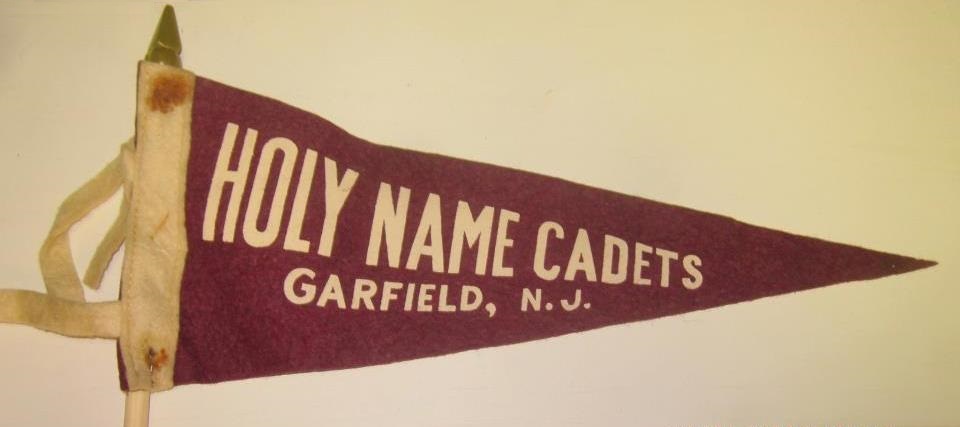 HOLY NAME CADETS
GARFIELD, N.J.